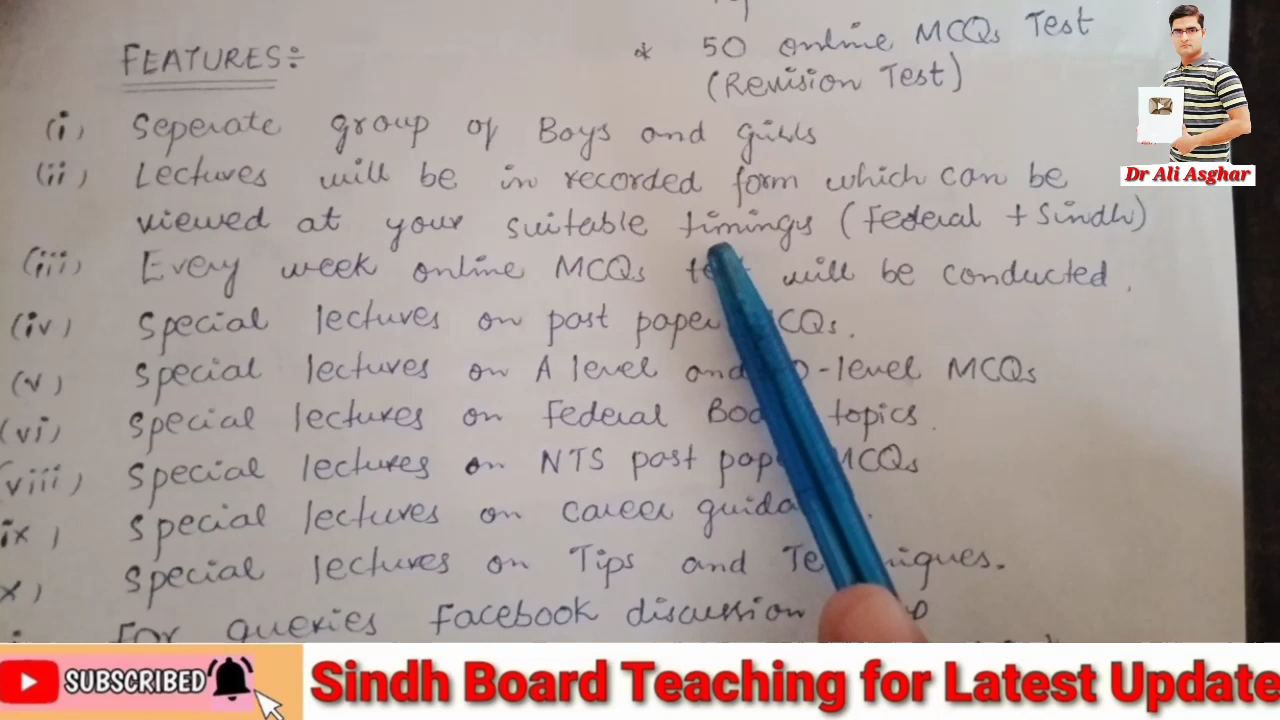 * 50 online MCQs Test
(Revision Test)
FEATURES:-
(i) Seperate group of Boys and girls
(ii) Lectures will be in recorded form which can be
viewed at your suitable timings (Federal + Sindh)
(iii) Every week online MCQs will be conducted.
(iv) Special lectures on past paper MCQs.
(v) Special lectures on A level and O-level MCQs
(vi) Special lectures on Federal topics.
(viii) Special lectures on NTS past MCQs
ix) Special lectures on career
x) Special lectures on Tips and
For queries Facebook discussion
Dr Ali Asghar
SUBSCRIBED
Sindh Board Teaching for Latest Update